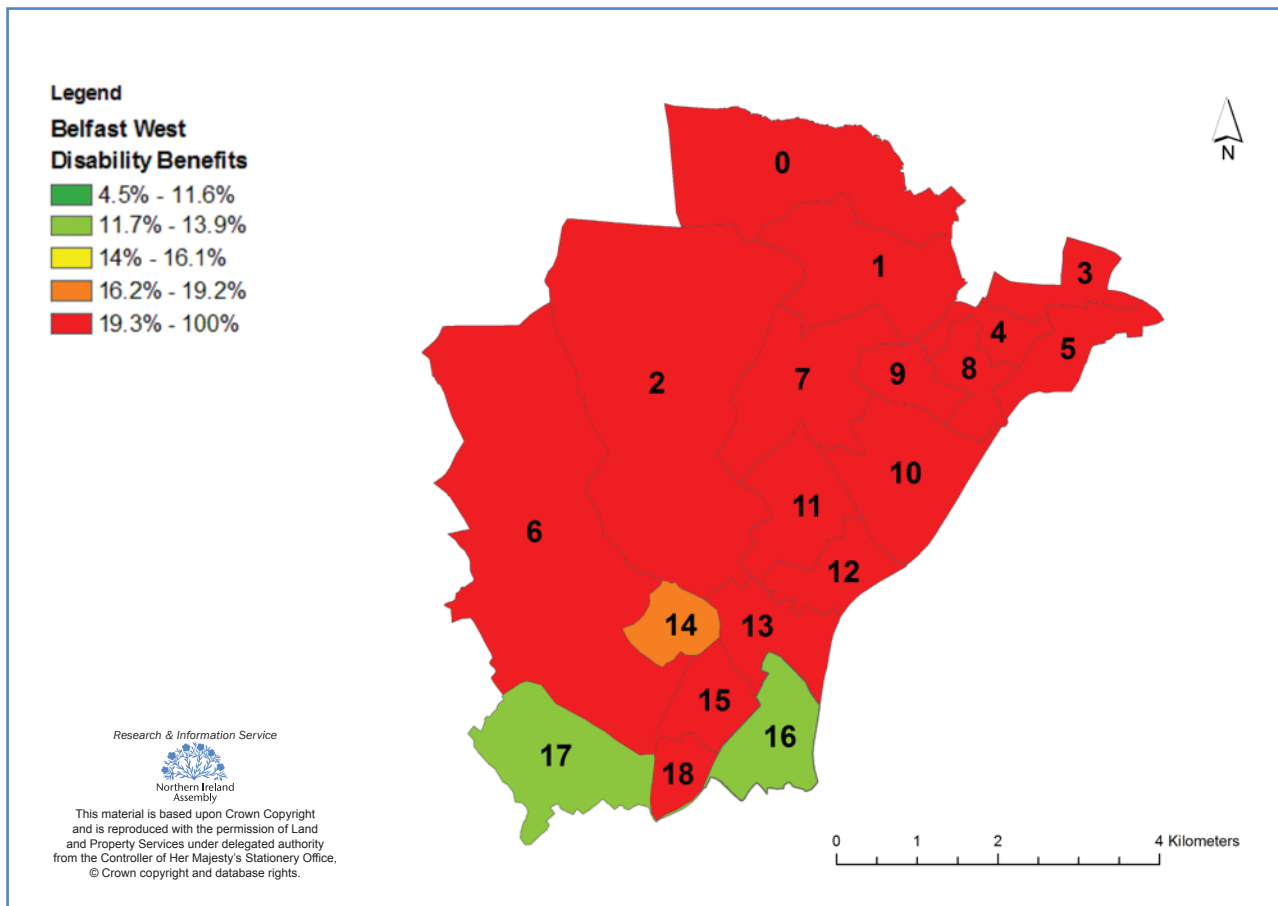 Legend
Belfast West
Disability Benefits
4.5% - 11.6%
11.7% - 13.9%
14% - 16.1%
16.2% - 19.2%
19.3% - 100%
N
0
1
3
4
5
2
7
9
8
10
11
6
12
14
13
15
16
17
18
Research & Information Service
Northern Ireland
Assembly
This material is based upon Crown Copyright
and is reproduced with the permission of Land
and Property Services under delegated authority
from the Controller of Her Majesty's Stationery Office,
© Crown copyright and database rights.
0 1 2 4 Kilometers